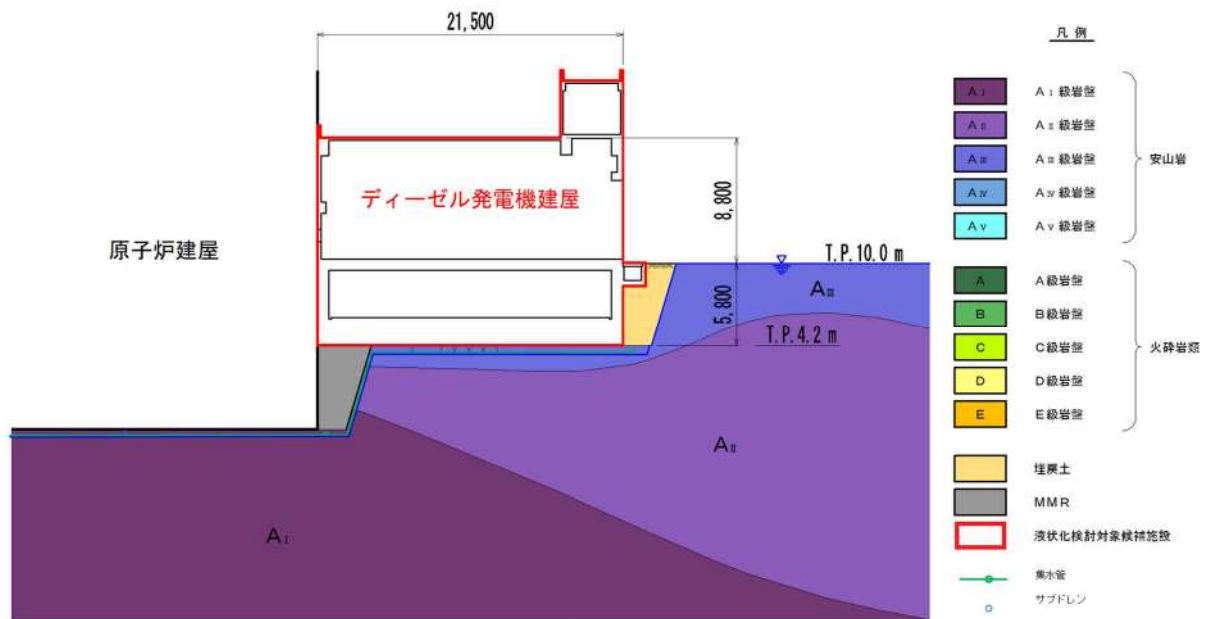 21,500
ディーゼル発電機建屋
原子炉建屋
8,800
5,800
T.P.10.0 m
T.P.4.2 m
AⅢ
AⅡ
AⅠ
凡例
AⅠ AⅠ級岩盤
AⅡ AⅡ級岩盤
AⅢ AⅢ級岩盤
AⅣ AⅣ級岩盤
AⅤ AⅤ級岩盤
安山岩
A A級岩盤
B B級岩盤
C C級岩盤
D D級岩盤
E E級岩盤
火砕岩類
埋戻土
MMR
液状化検討対象候補施設
集水管
サブドレン